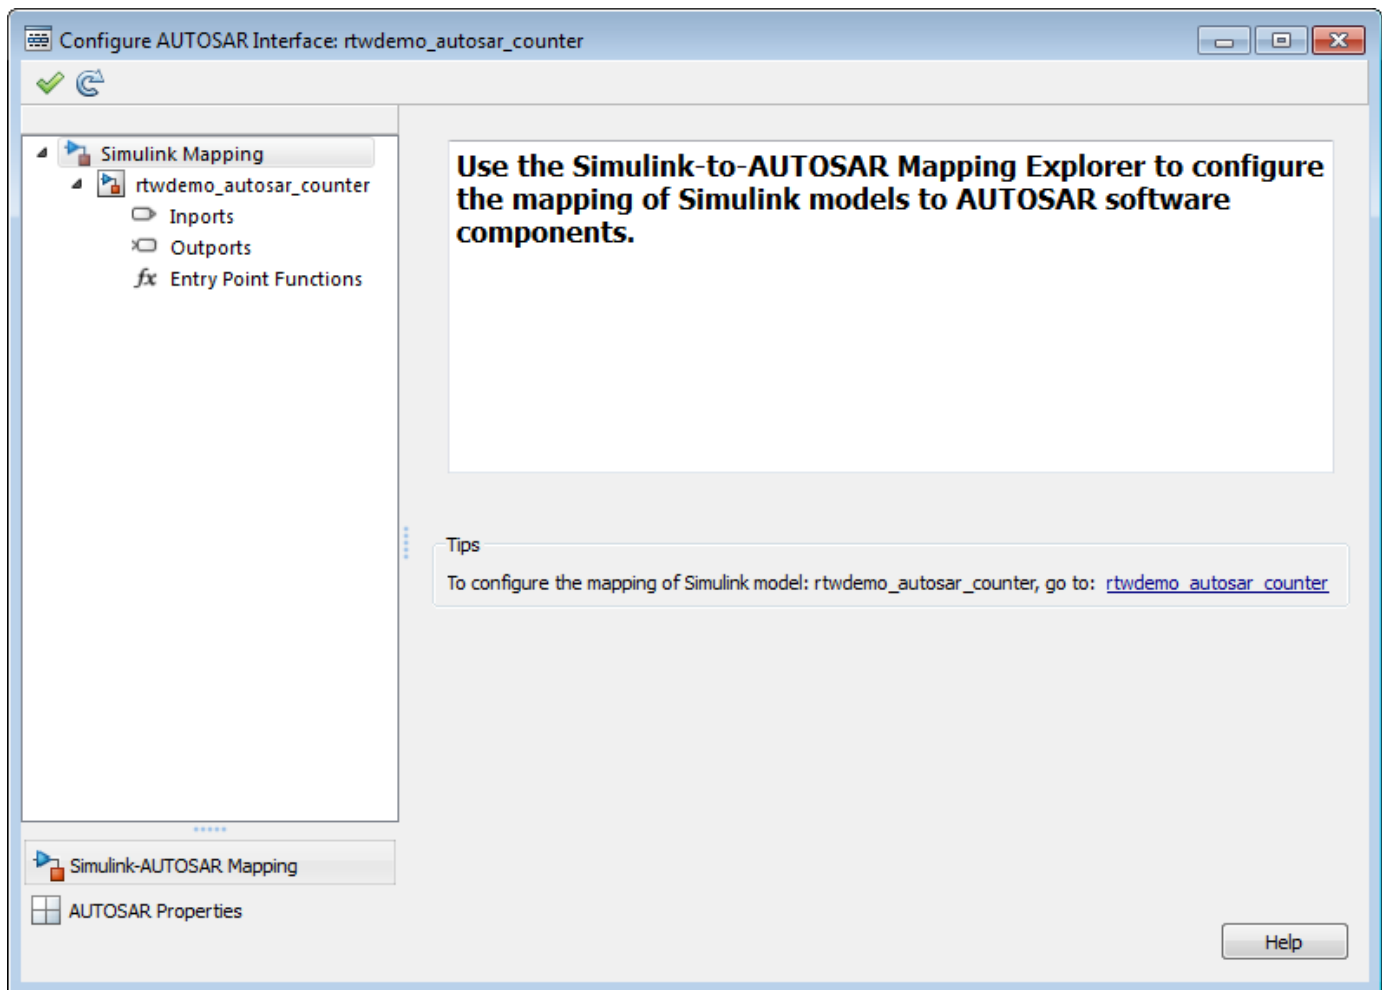 Configure AUTOSAR Interface: rtwdemo_autosar_counter
Simulink Mapping
rtwdemo_autosar_counter
Inports
Outports
fx Entry Point Functions
Use the Simulink-to-AUTOSAR Mapping Explorer to configure
the mapping of Simulink models to AUTOSAR software
components.
Tips
To configure the mapping of Simulink model: rtwdemo_autosar_counter, go to: rtwdemo_autosar_counter
Simulink-AUTOSAR Mapping
AUTOSAR Properties
Help